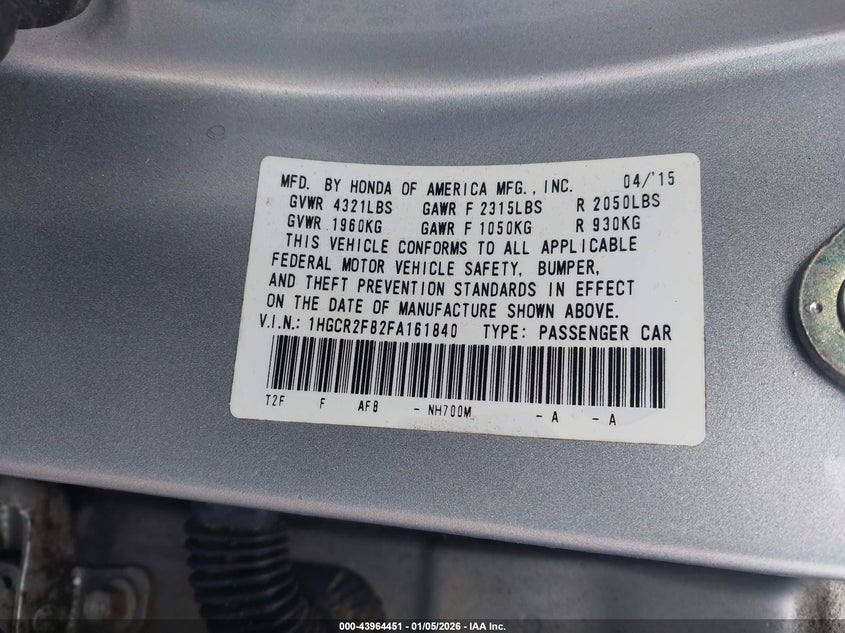 MFD. BY HONDA OF AMERICA MFG., INC. 04/'15
GVWR 4321LBS GAWR F 2315LBS R 2050LBS
GVWR 1960KG GAWR F 1050KG R 930KG
THIS VEHICLE CONFORMS TO ALL APPLICABLE
FEDERAL MOTOR VEHICLE SAFETY, BUMPER,
AND THEFT PREVENTION STANDARDS IN EFFECT
ON THE DATE OF MANUFACTURE SHOWN ABOVE.
V.I.N.: 1HGCR2F82FA161840 TYPE: PASSENGER CAR
T2F F AF8 - NH700M - A - A
000-43964451 - 01/05/2026 - IAA Inc.